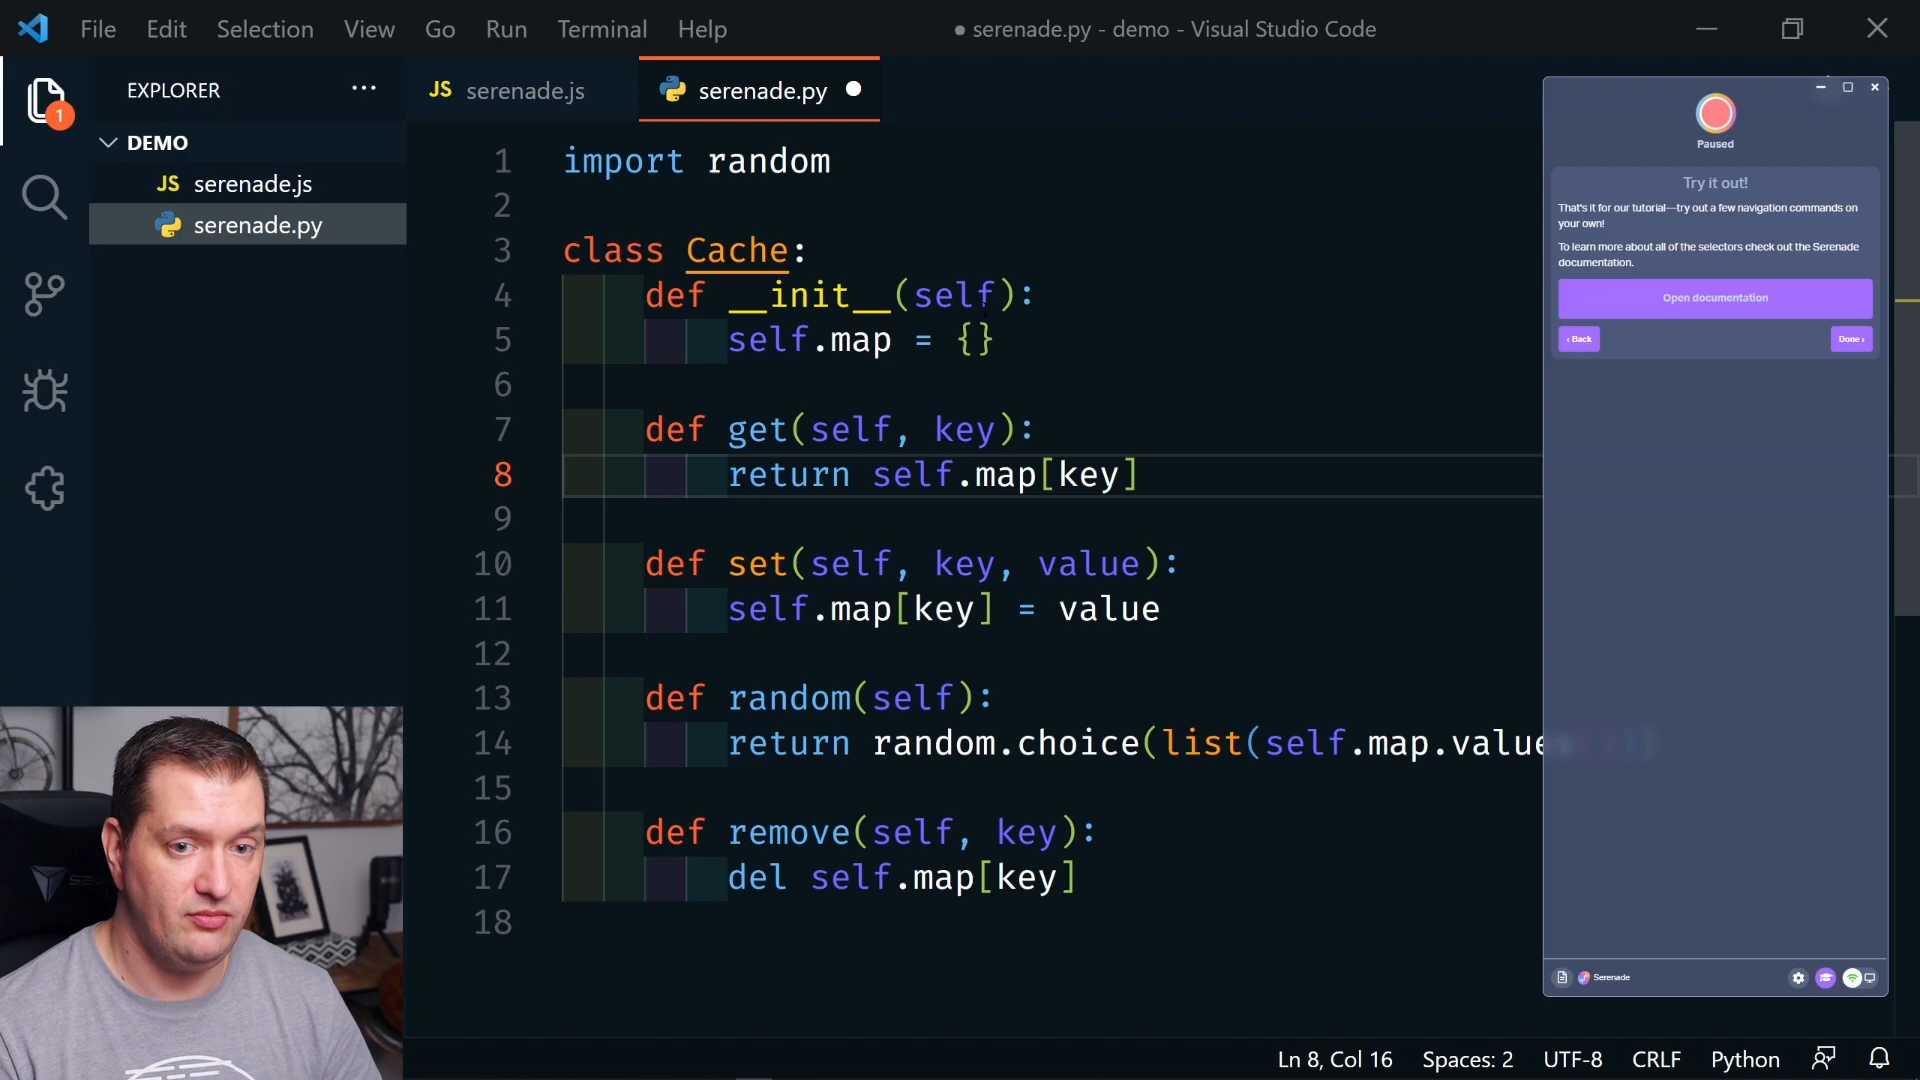 File Edit Selection View Go Run Terminal Help
● serenade.py - demo - Visual Studio Code
1
EXPLORER
DEMO
JS serenade.js
serenade.py
JS serenade.js
serenade.py
1 import random
2
3 class Cache:
4 def __init__(self):
5 self.map = {}
6
7 def get(self, key):
8 return self.map[key]
9
10 def set(self, key, value):
11 self.map[key] = value
12
13 def random(self):
14 return random.choice(list(self.map.values()))
15
16 def remove(self, key):
17 del self.map[key]
18
Paused
Try it out!
That's it for our tutorial—try out a few navigation commands on
your own!
To learn more about all of the selectors check out the Serenade
documentation.
Open documentation
‹ Back
Done ›
Serenade
Ln 8, Col 16 Spaces: 2 UTF-8 CRLF Python